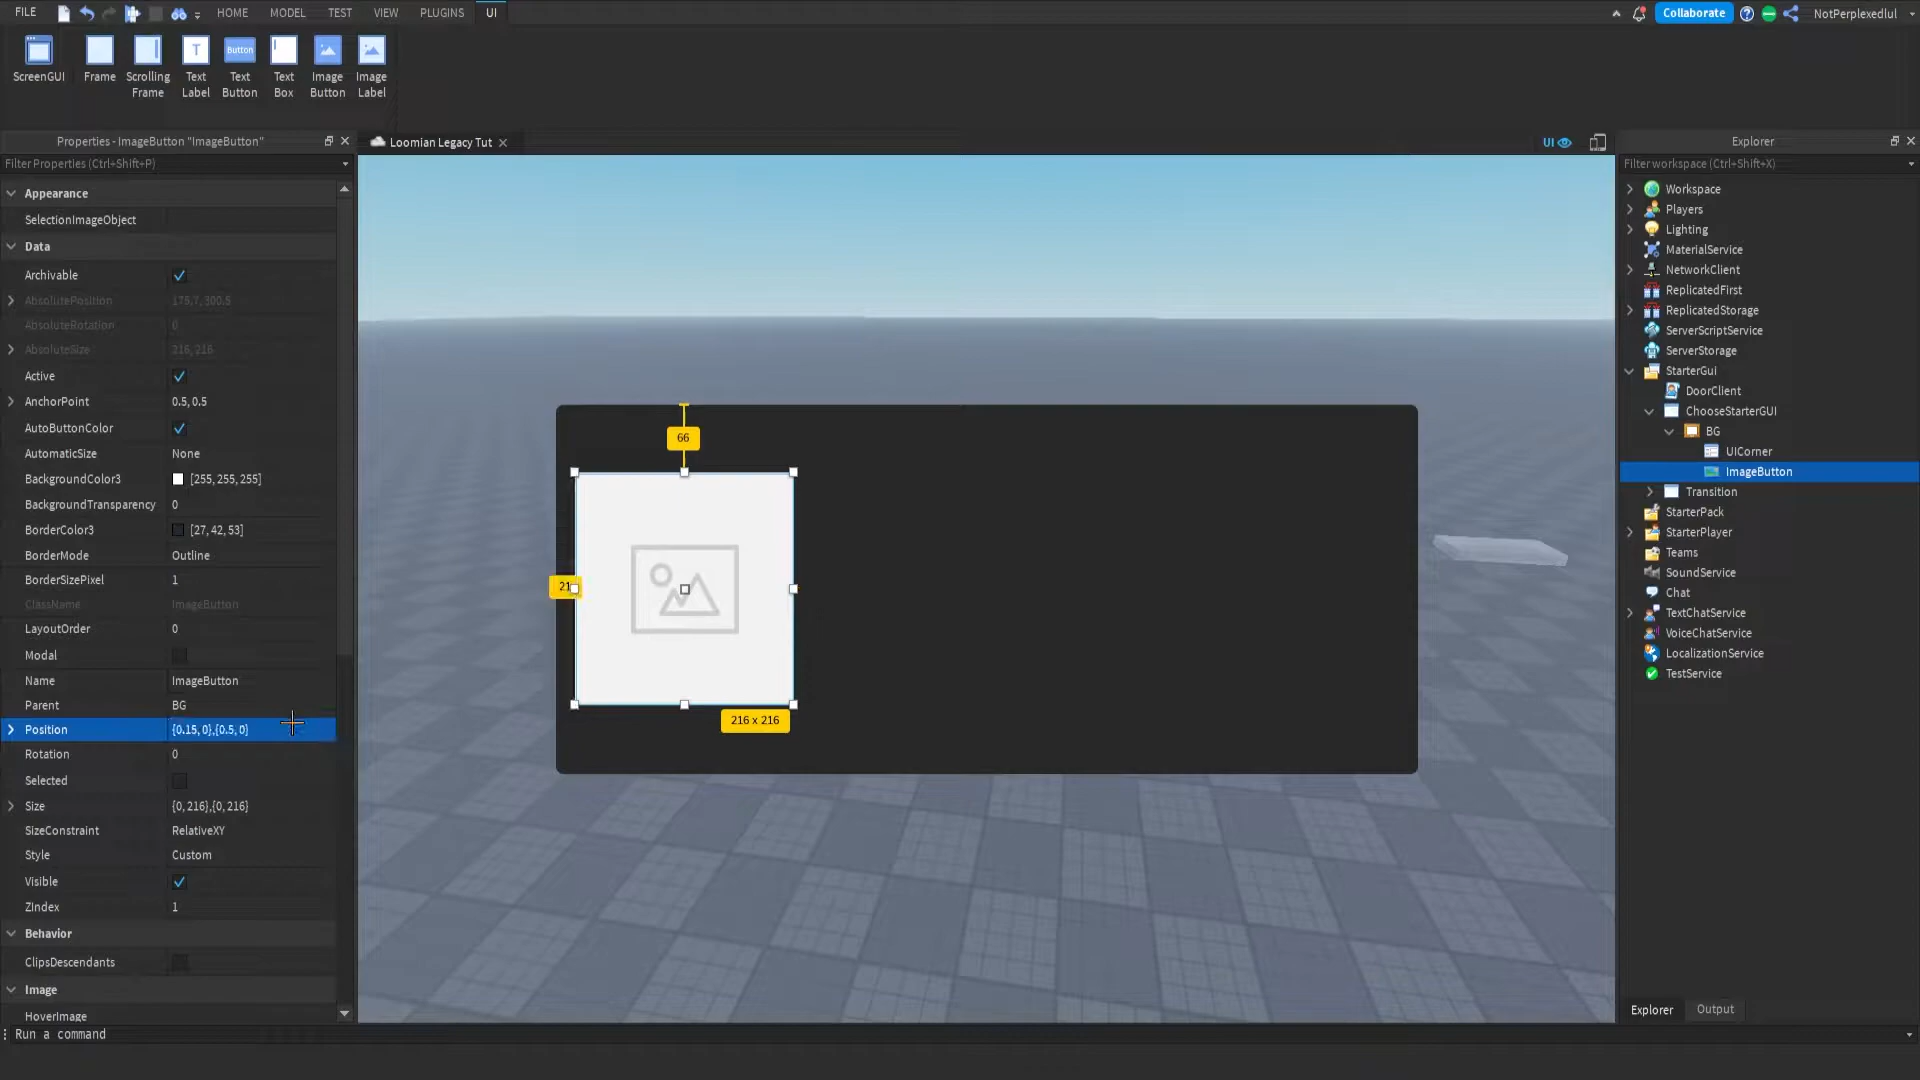 FILE HOME MODEL TEST VIEW PLUGINS UI Collaborate NotPerplexedlul
ScreenGUI
Frame
Scrolling
Frame
Text
Label
Button
Text
Button
Text
Box
Image
Button
Image
Label
Properties - ImageButton "ImageButton"
Filter Properties (Ctrl+Shift+P)
Appearance
SelectionImageObject
Data
Archivable
AbsolutePosition 175.7, 300.5
AbsoluteRotation 0
AbsoluteSize 216, 216
Active
AnchorPoint 0.5, 0.5
AutoButtonColor
AutomaticSize None
BackgroundColor3 [255, 255, 255]
BackgroundTransparency 0
BorderColor3 [27, 42, 53]
BorderMode Outline
BorderSizePixel 1
ClassName ImageButton
LayoutOrder 0
Modal
Name ImageButton
Parent BG
Position {0.15, 0},{0.5, 0}
Rotation 0
Selected
Size {0, 216},{0, 216}
SizeConstraint RelativeXY
Style Custom
Visible
ZIndex 1
Behavior
ClipsDescendants
Image
HoverImage
Run a command
Loomian Legacy Tut
UI
66
21
216 x 216
Explorer
Filter workspace (Ctrl+Shift+X)
Workspace
Players
Lighting
MaterialService
NetworkClient
ReplicatedFirst
ReplicatedStorage
ServerScriptService
ServerStorage
StarterGui
DoorClient
ChooseStarterGUI
BG
UICorner
ImageButton
Transition
StarterPack
StarterPlayer
Teams
SoundService
Chat
TextChatService
VoiceChatService
LocalizationService
TestService
Explorer Output